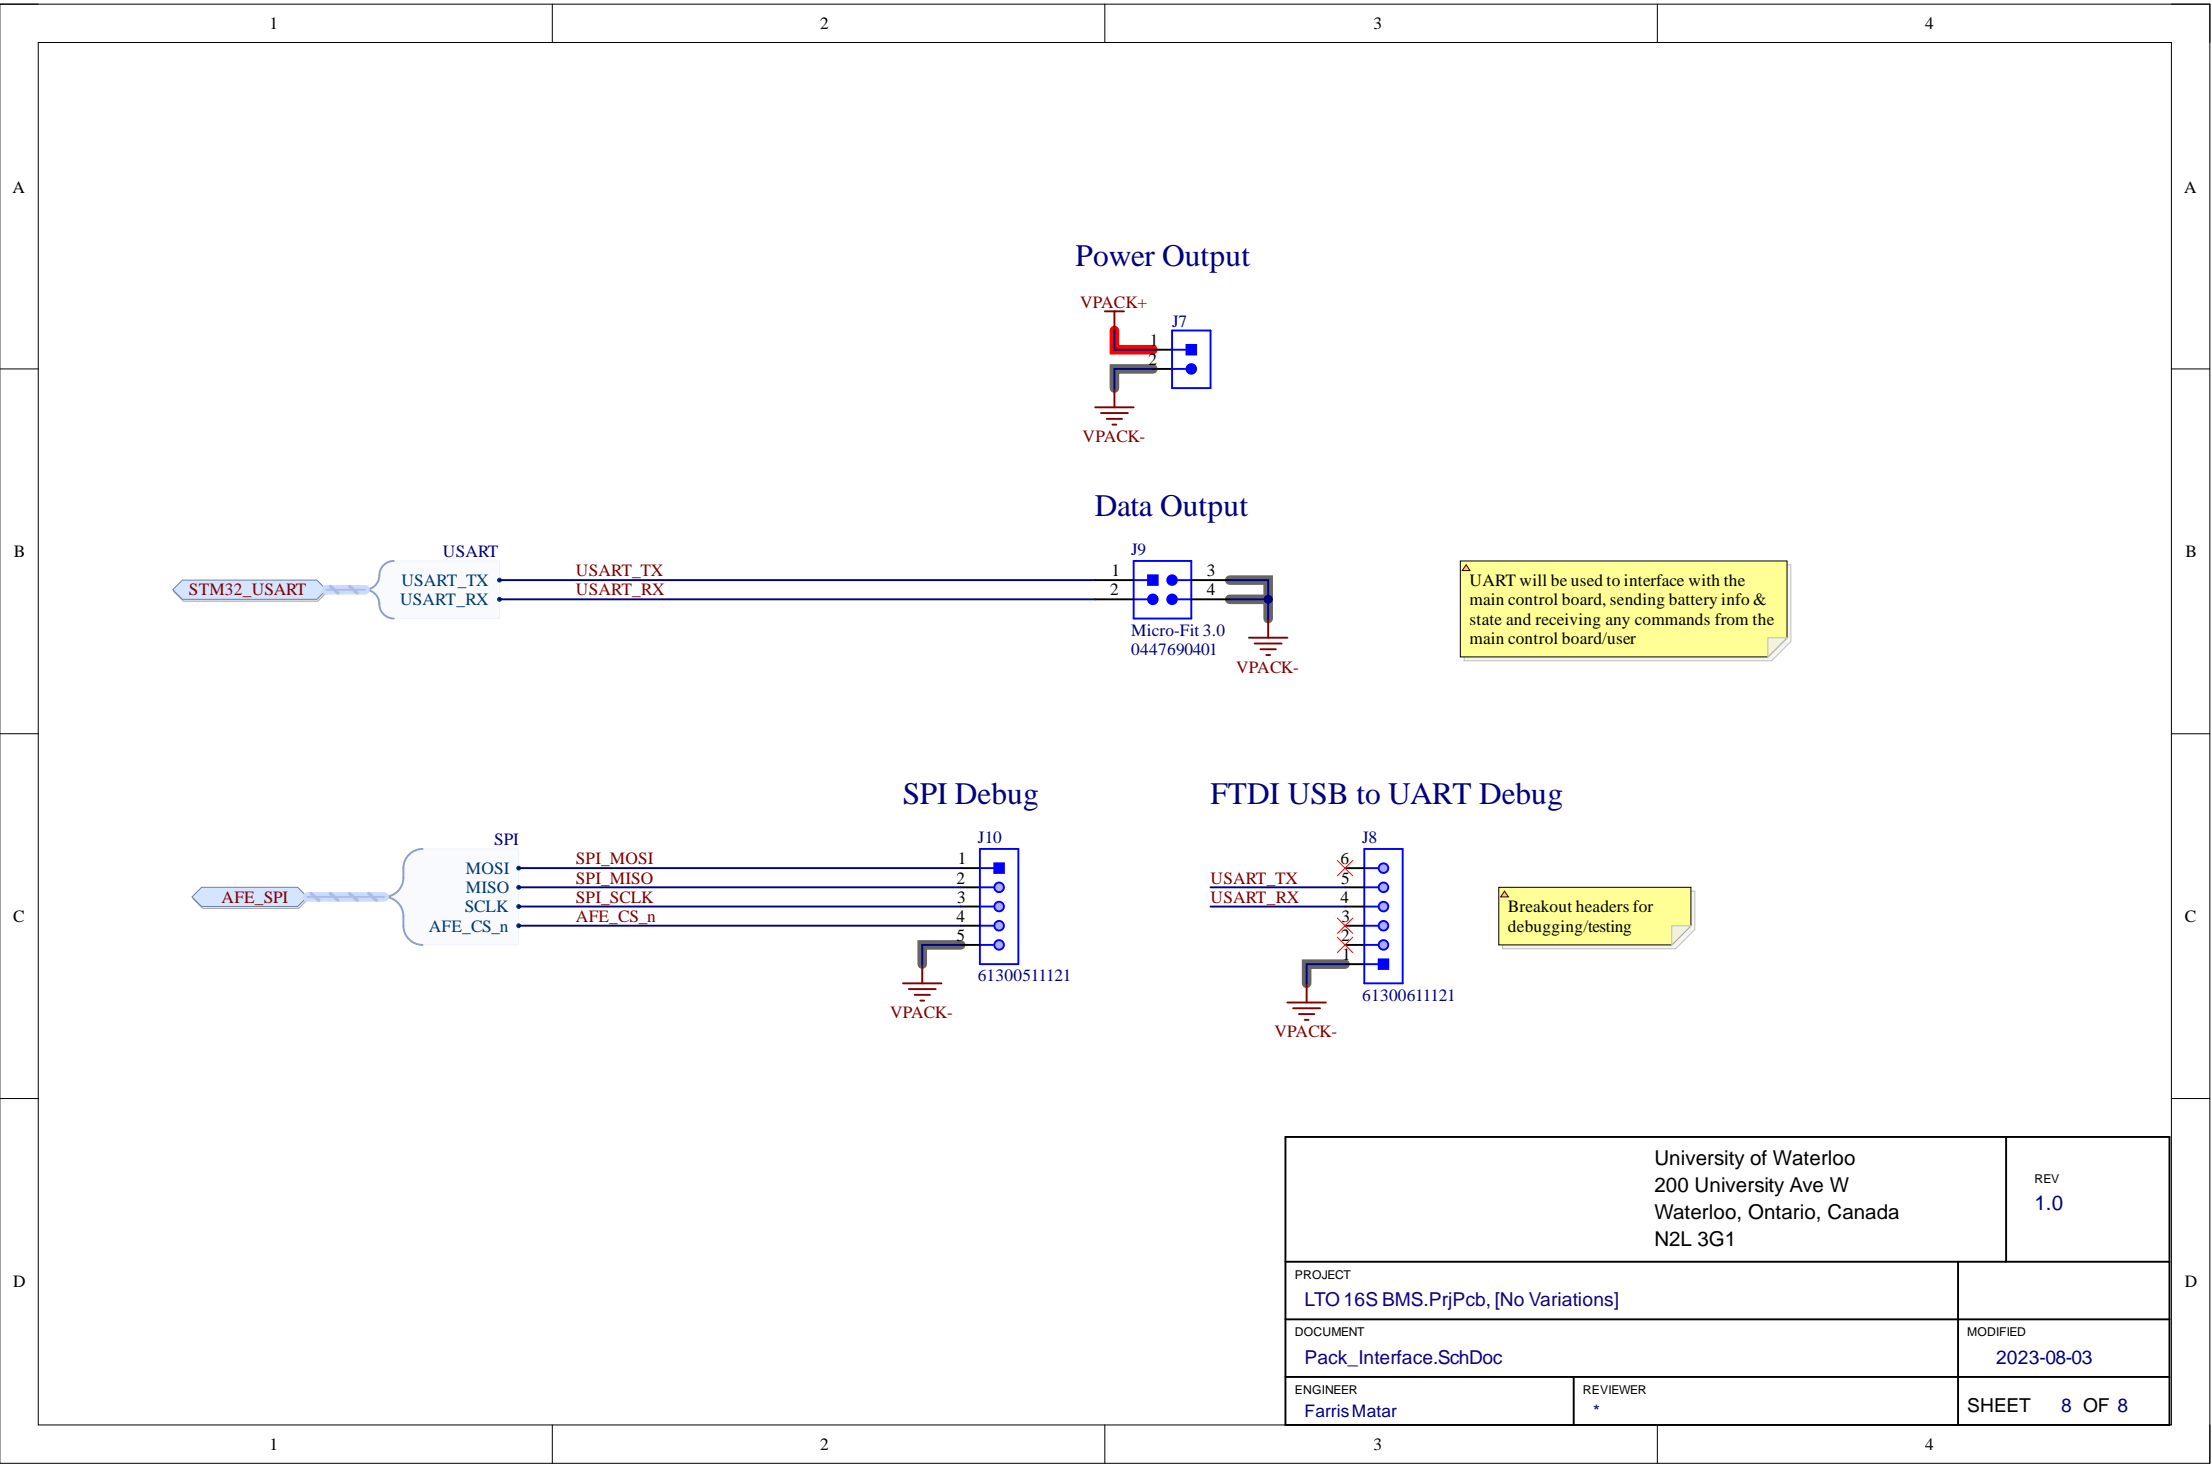 1 2 3 4
A A
Power Output
VPACK+
J7
1
2
VPACK-
Data Output
B B
USART
J9
STM32_USART
USART_TX USART_TX 1 3
USART_RX USART_RX 2 4
Micro-Fit 3.0
0447690401
VPACK-
UART will be used to interface with the
main control board, sending battery info &
state and receiving any commands from the
main control board/user
SPI Debug
FTDI USB to UART Debug
SPI
J10
AFE_SPI
MOSI SPI_MOSI 1
MISO SPI_MISO 2
SCLK SPI_SCLK 3
AFE_CS_n AFE_CS_n 4
5
61300511121
VPACK-
J8
6
USART_TX 5
USART_RX 4
3
2
1
61300611121
VPACK-
Breakout headers for
debugging/testing
C C
University of Waterloo
200 University Ave W
Waterloo, Ontario, Canada
N2L 3G1
REV
1.0
PROJECT
LTO 16S BMS.PrjPcb, [No Variations]
DOCUMENT
Pack_Interface.SchDoc
MODIFIED
2023-08-03
ENGINEER
Farris Matar
REVIEWER
*
SHEET 8 OF 8
D D
1 2 3 4